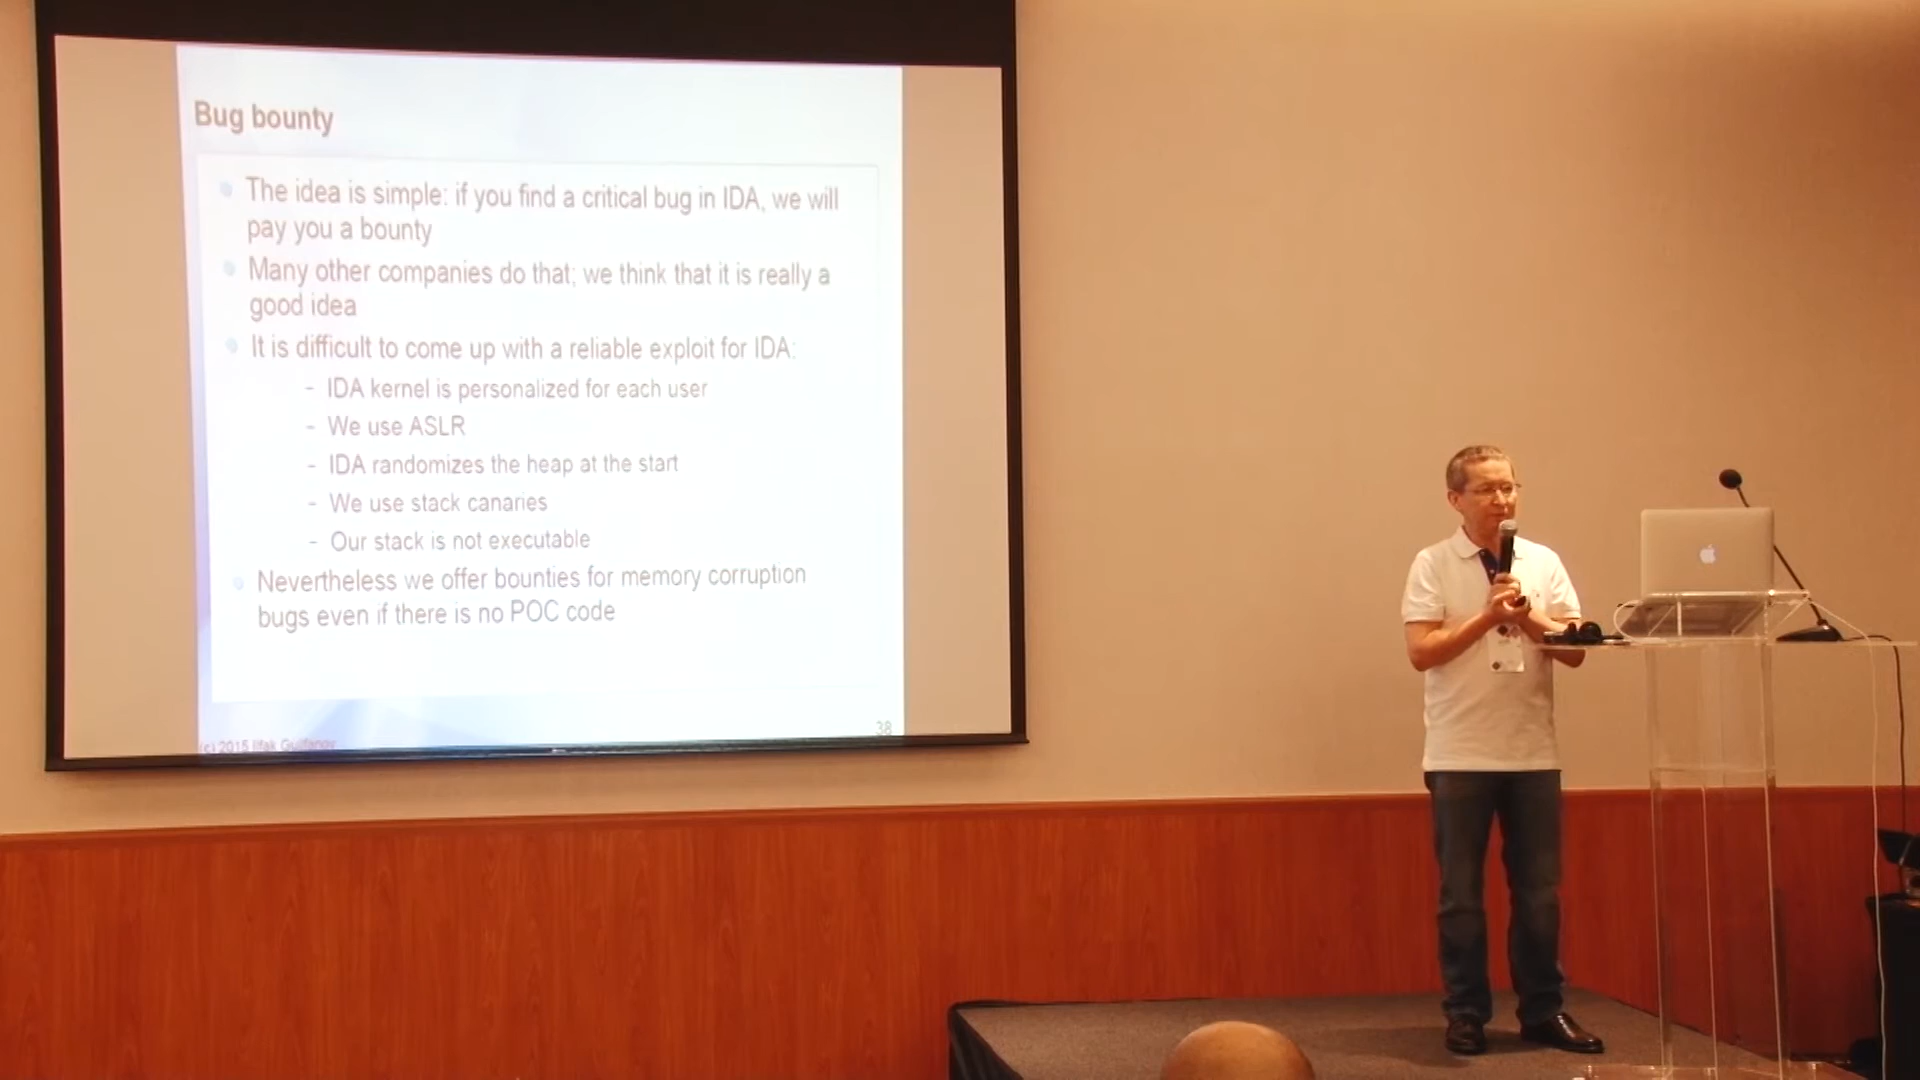 Bug bounty
The idea is simple: if you find a critical bug in IDA, we will
pay you a bounty
Many other companies do that; we think that it is really a
good idea
It is difficult to come up with a reliable exploit for IDA:
- IDA kernel is personalized for each user
- We use ASLR
- IDA randomizes the heap at the start
- We use stack canaries
- Our stack is not executable
Nevertheless we offer bounties for memory corruption
bugs even if there is no POC code
(c) 2015 Ilfak Guilfanov
38